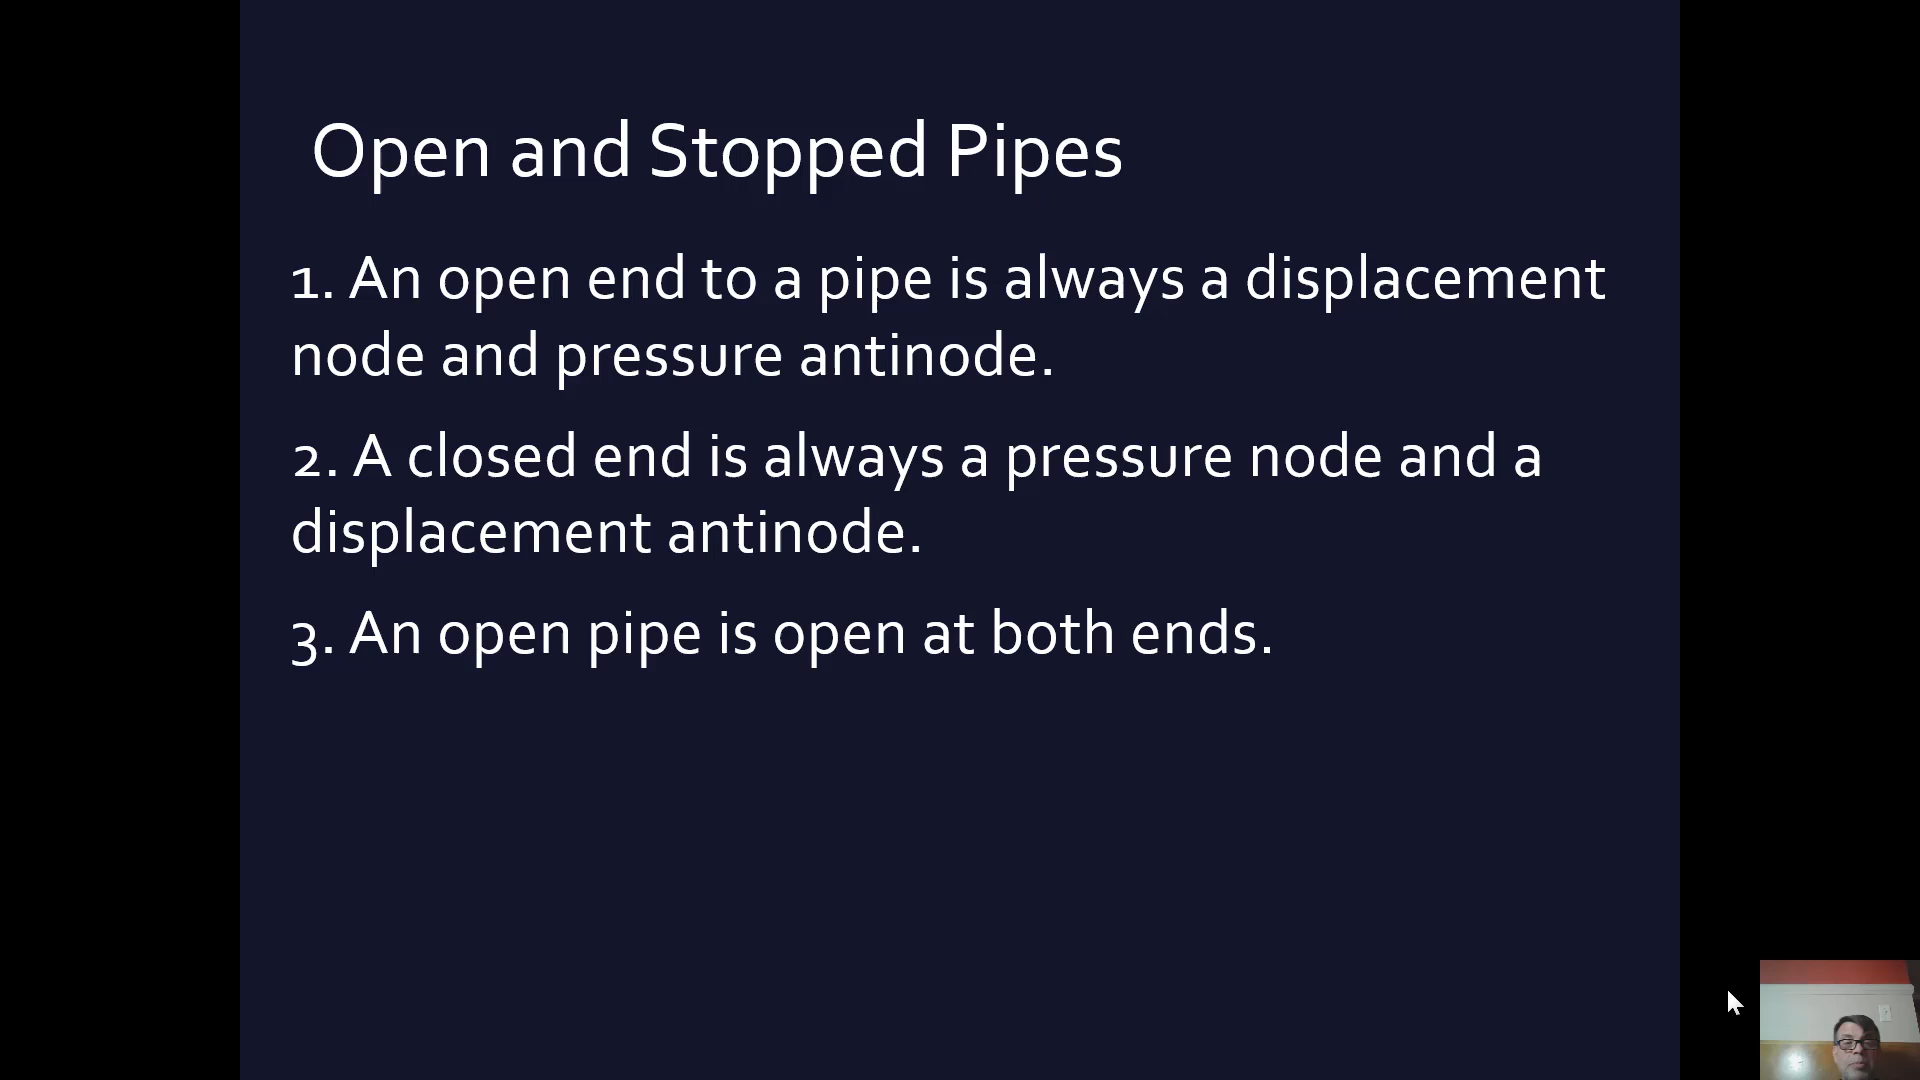 Open and Stopped Pipes
1. An open end to a pipe is always a displacement
node and pressure antinode.
2. A closed end is always a pressure node and a
displacement antinode.
3. An open pipe is open at both ends.